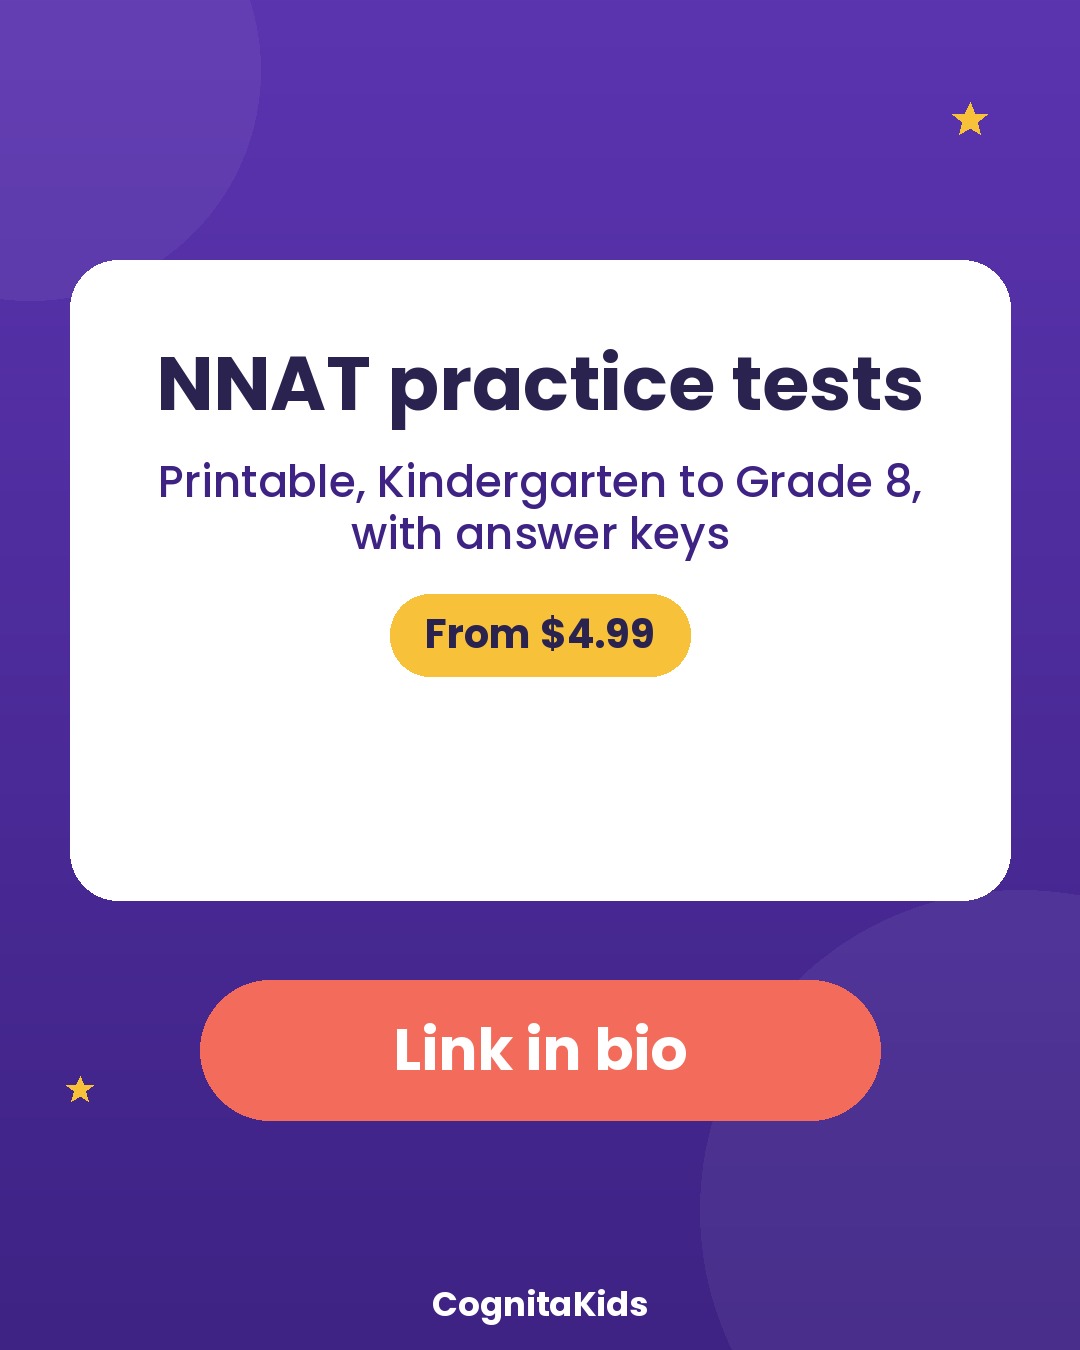 NNAT practice tests
Printable, Kindergarten to Grade 8,
with answer keys
From $4.99
Link in bio
CognitaKids